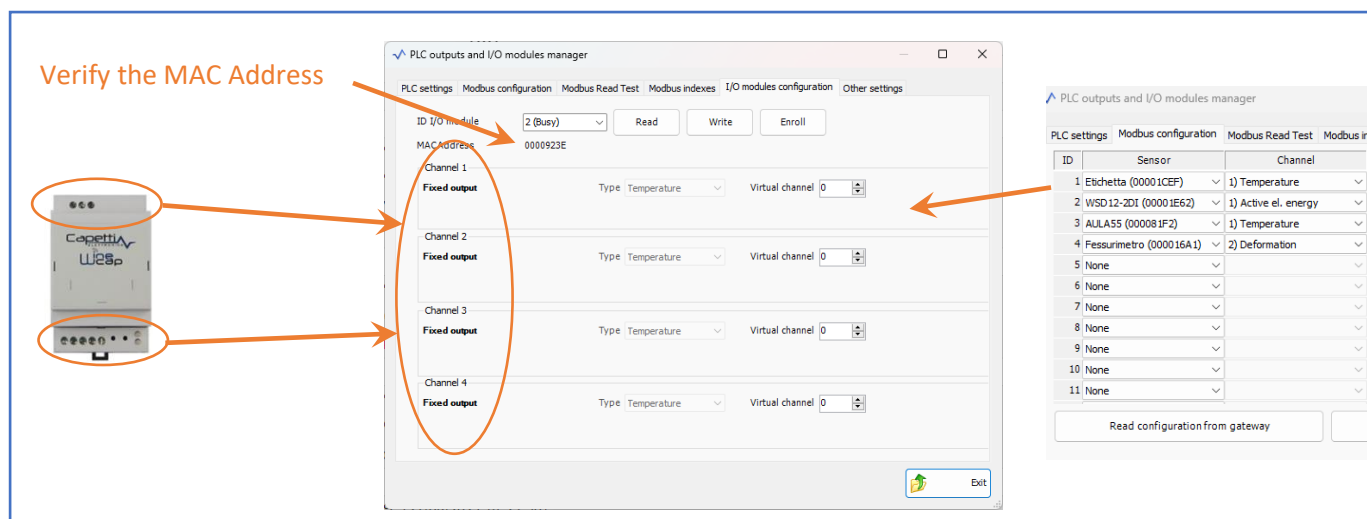 Verify the MAC Address
PLC outputs and I/O modules manager
PLC settings Modbus configuration Modbus Read Test Modbus indexes I/O modules configuration Other settings
ID I/O module 2 (Busy) Read Write Enroll
MACAddress 0000923E
Channel 1
Fixed output Type Temperature Virtual channel 0
Channel 2
Fixed output Type Temperature Virtual channel 0
Channel 3
Fixed output Type Temperature Virtual channel 0
Channel 4
Fixed output Type Temperature Virtual channel 0
Exit
Capetti
Wine
cap
PLC outputs and I/O modules manager
PLC settings Modbus configuration Modbus Read Test Modbus in
ID Sensor Channel
1 Etichetta (00001CEF) 1) Temperature
2 WSD12-2DI (00001E62) 1) Active el. energy
3 AULA55 (000081F2) 1) Temperature
4 Fessurimetro (000016A1) 2) Deformation
5 None
6 None
7 None
8 None
9 None
10 None
11 None
Read configuration from gateway